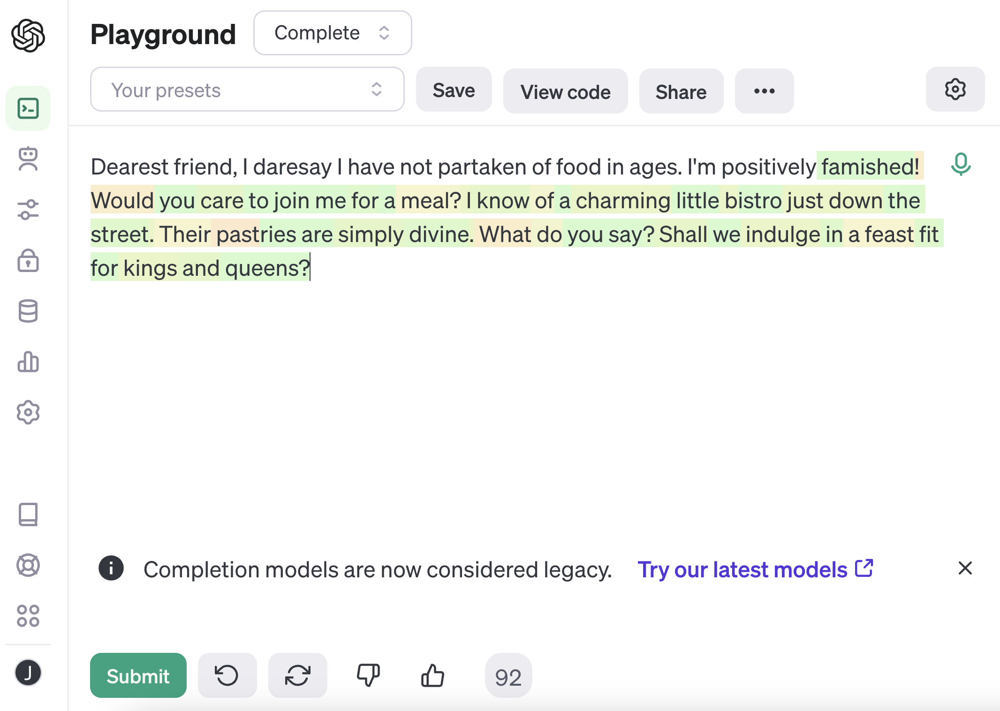 Playground Complete
Your presets Save View code Share •••
Dearest friend, I daresay I have not partaken of food in ages. I'm positively famished!
Would you care to join me for a meal? I know of a charming little bistro just down the
street. Their pastries are simply divine. What do you say? Shall we indulge in a feast fit
for kings and queens?
Completion models are now considered legacy. Try our latest models
J
Submit 92